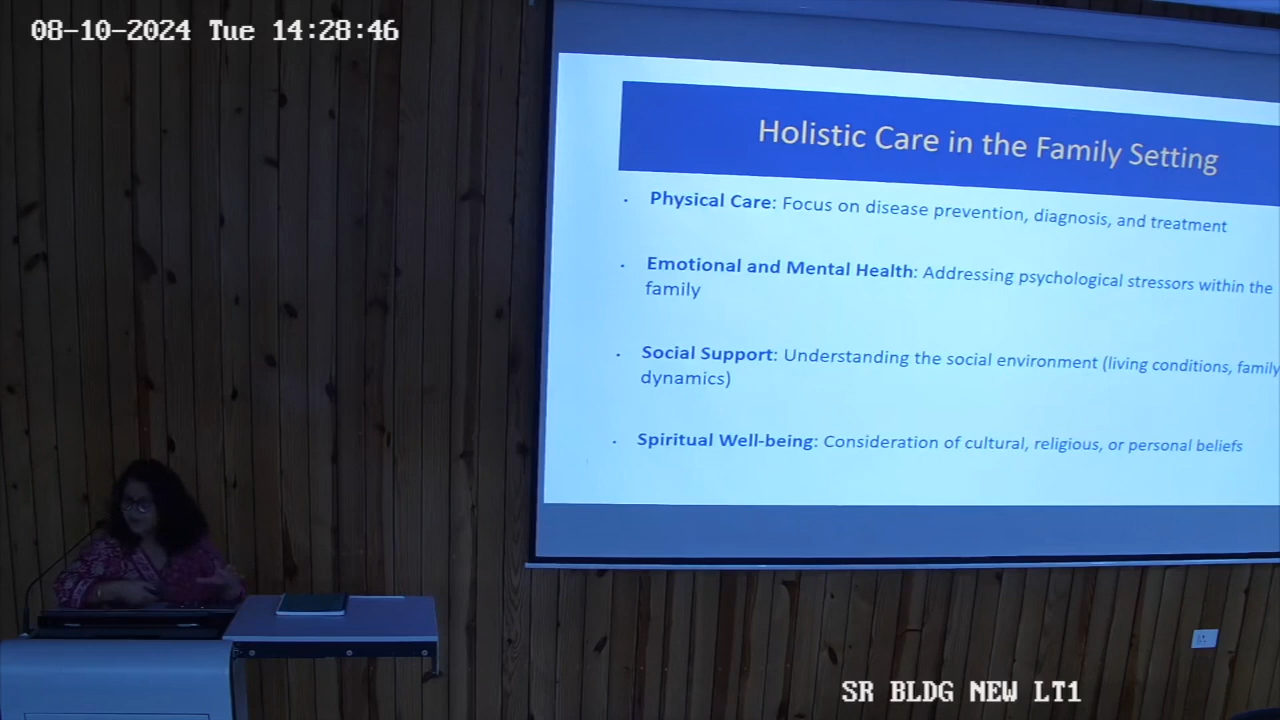 08-10-2024 Tue 14:28:46
Holistic Care in the Family Setting
. Physical Care: Focus on disease prevention, diagnosis, and treatment
. Emotional and Mental Health: Addressing psychological stressors within the
family
. Social Support: Understanding the social environment (living conditions, family
dynamics)
. Spiritual Well-being: Consideration of cultural, religious, or personal beliefs
SR BLDG NEW LT1